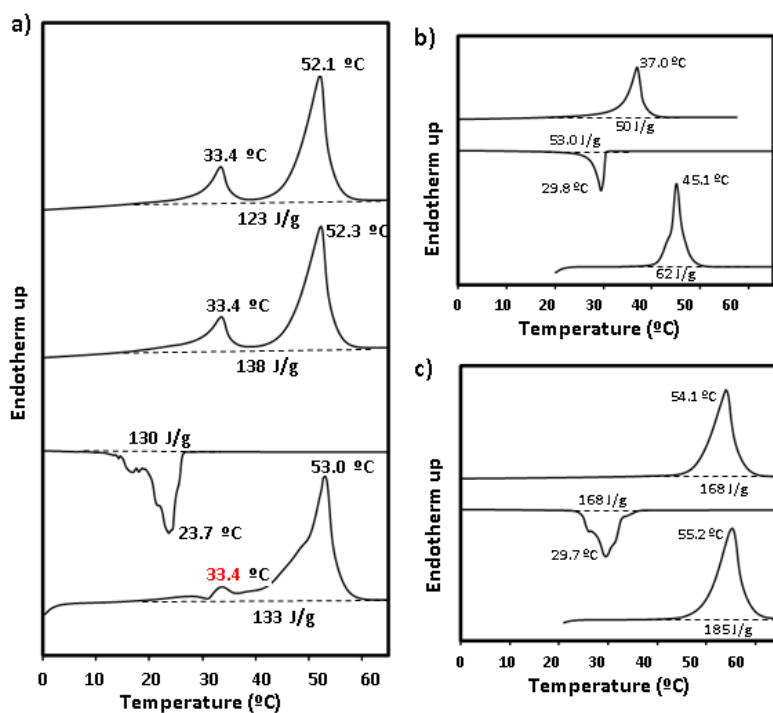 a)
Endotherm up
52.1 ºC
33.4 ºC
123 J/g
52.3 ºC
33.4 ºC
138 J/g
130 J/g
23.7 ºC
53.0 ºC
33.4 ºC
133 J/g
0 10 20 30 40 50 60
Temperature (ºC)
b)
Endotherm up
37.0 ºC
50 J/g
53.0 J/g
29.8 ºC
45.1 ºC
62 J/g
0 10 20 30 40 50 60
Temperature (ºC)
c)
Endotherm up
54.1 ºC
168 J/g
168 J/g
29.7 ºC
55.2 ºC
185 J/g
0 10 20 30 40 50 60
Temperature (ºC)